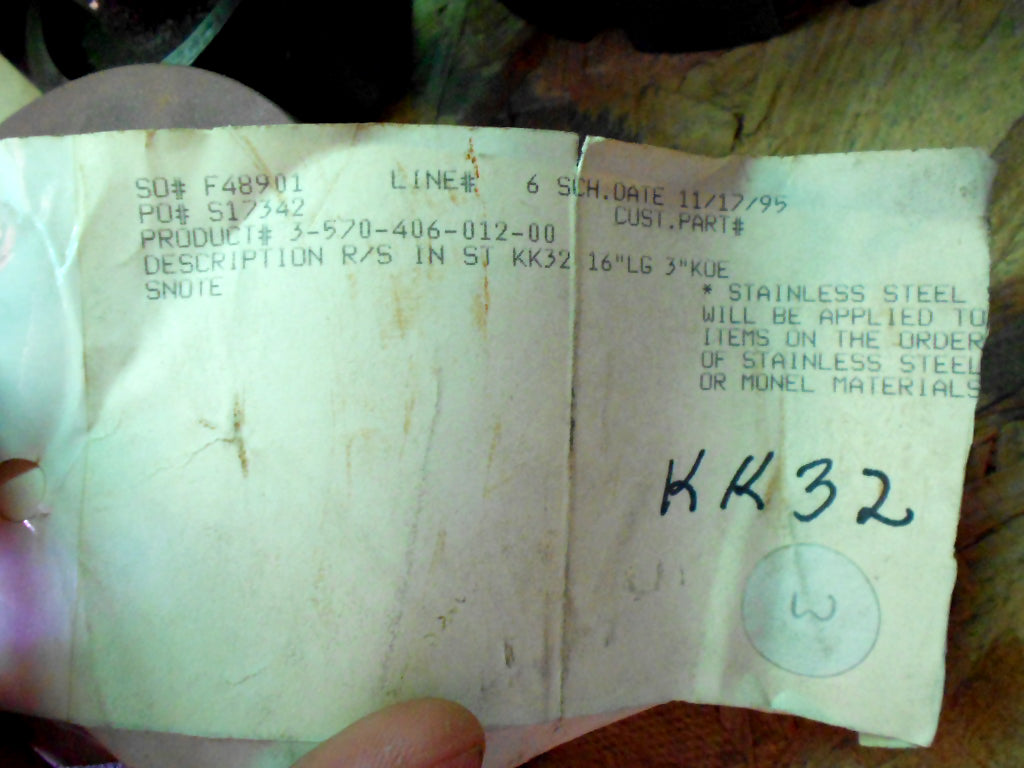 SO# F48901 LINE# 6 SCH.DATE 11/17/95
PO# S17342 CUST.PART#
PRODUCT# 3-570-406-012-00
DESCRIPTION R/S IN ST KK32 16"LG 3"KOE
SNOTE
* STAINLESS STEEL
WILL BE APPLIED TO
ITEMS ON THE ORDER
OF STAINLESS STEEL
OR MONEL MATERIALS
KK32
W